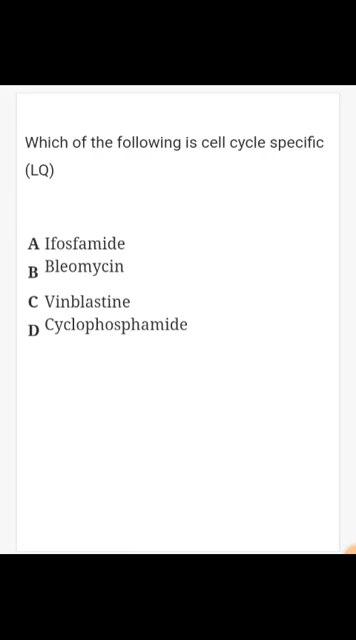 Which of the following is cell cycle specific
(LQ)
A Ifosfamide
B Bleomycin
C Vinblastine
D Cyclophosphamide